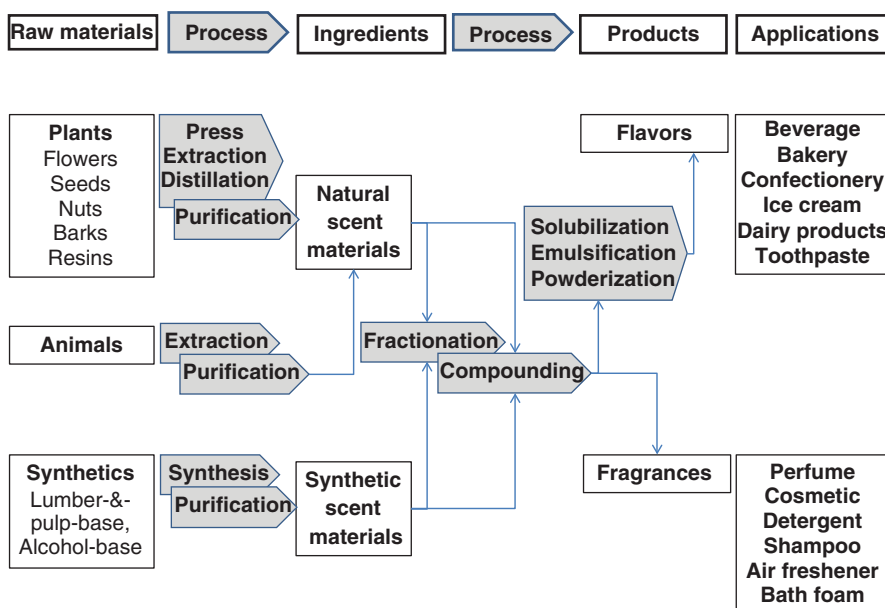 Raw materials
Process
Ingredients
Process
Products
Applications
Plants
Flowers
Seeds
Nuts
Barks
Resins
Press
Extraction
Distillation
Purification
Natural
scent
materials
Solubilization
Emulsification
Powderization
Flavors
Beverage
Bakery
Confectionery
Ice cream
Dairy products
Toothpaste
Animals
Extraction
Purification
Fractionation
Compounding
Synthetics
Lumber-&-
pulp-base,
Alcohol-base
Synthesis
Purification
Synthetic
scent
materials
Fragrances
Perfume
Cosmetic
Detergent
Shampoo
Air freshener
Bath foam